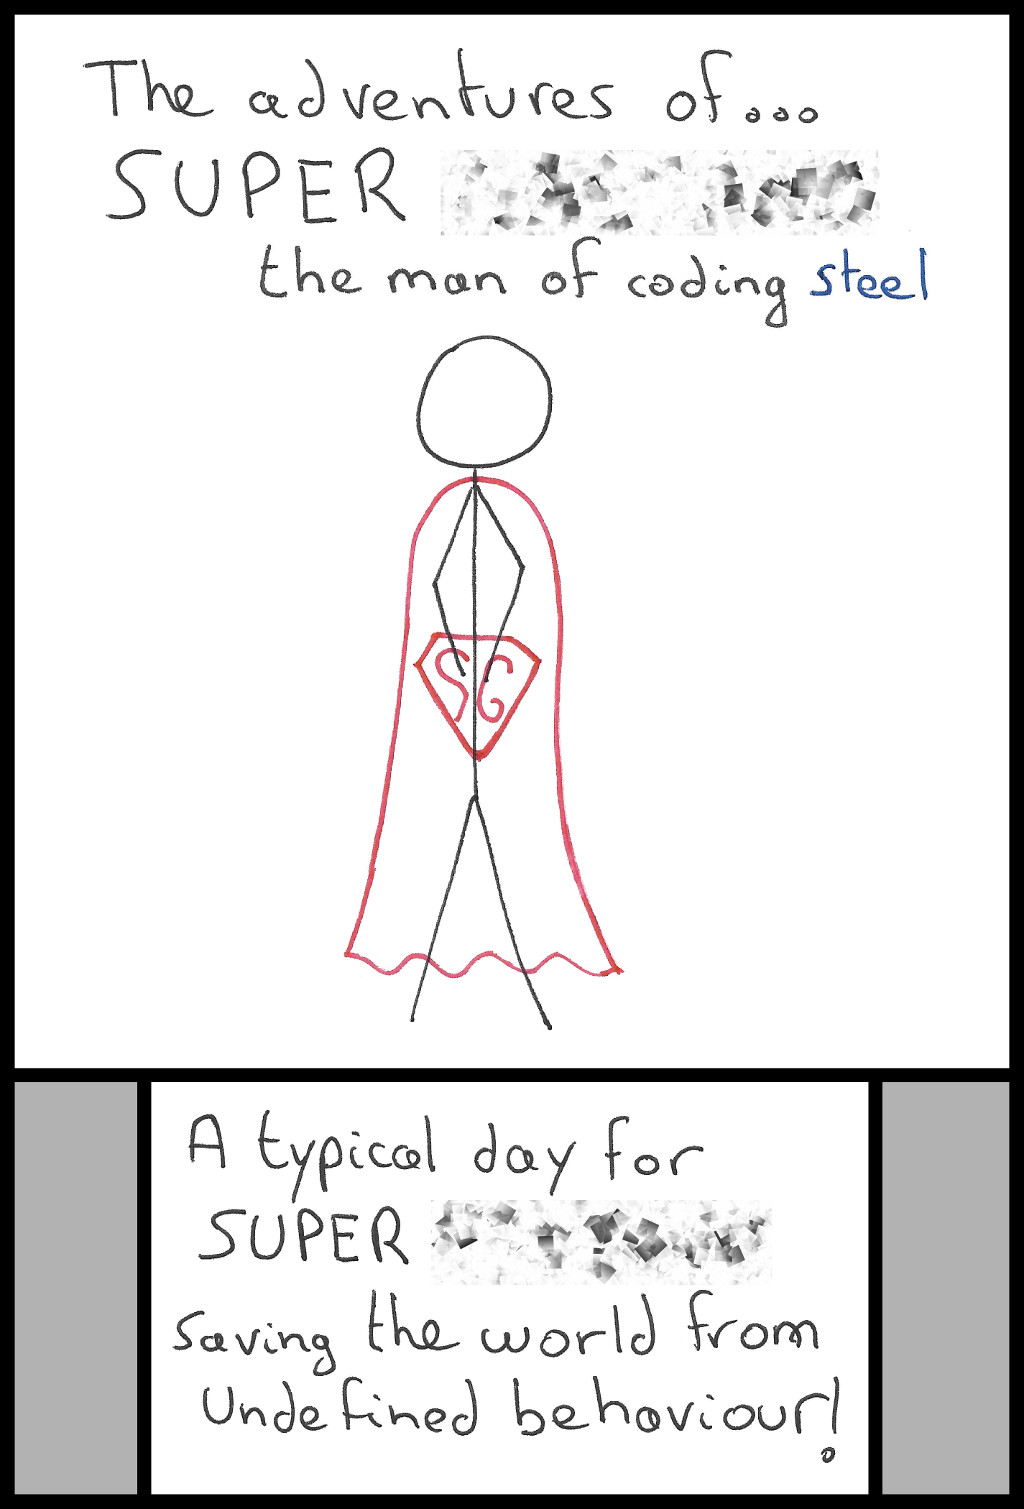 The adventures of...
SUPER
the man of coding steel
SG
A typical day for
SUPER
saving the world from
Undefined behaviour!